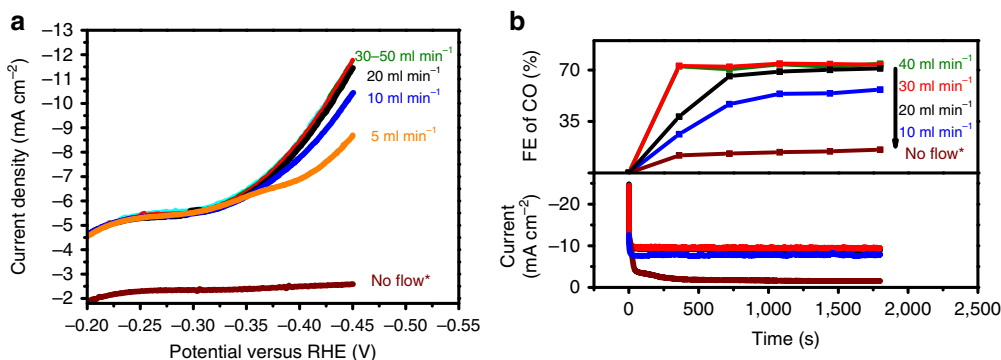 a
Current density (mA cm⁻²)
–13
–12
–11
–10
–9
–8
–7
–6
–5
–4
–3
–2
30–50 ml min⁻¹
20 ml min⁻¹
10 ml min⁻¹
5 ml min⁻¹
No flow*
–0.20 –0.25 –0.30 –0.35 –0.40 –0.45 –0.50 –0.55
Potential versus RHE (V)
b
FE of CO (%)
70
35
40 ml min⁻¹
30 ml min⁻¹
20 ml min⁻¹
10 ml min⁻¹
No flow*
Current
(mA cm⁻²)
–20
–10
0
0 500 1,000 1,500 2,000 2,500
Time (s)